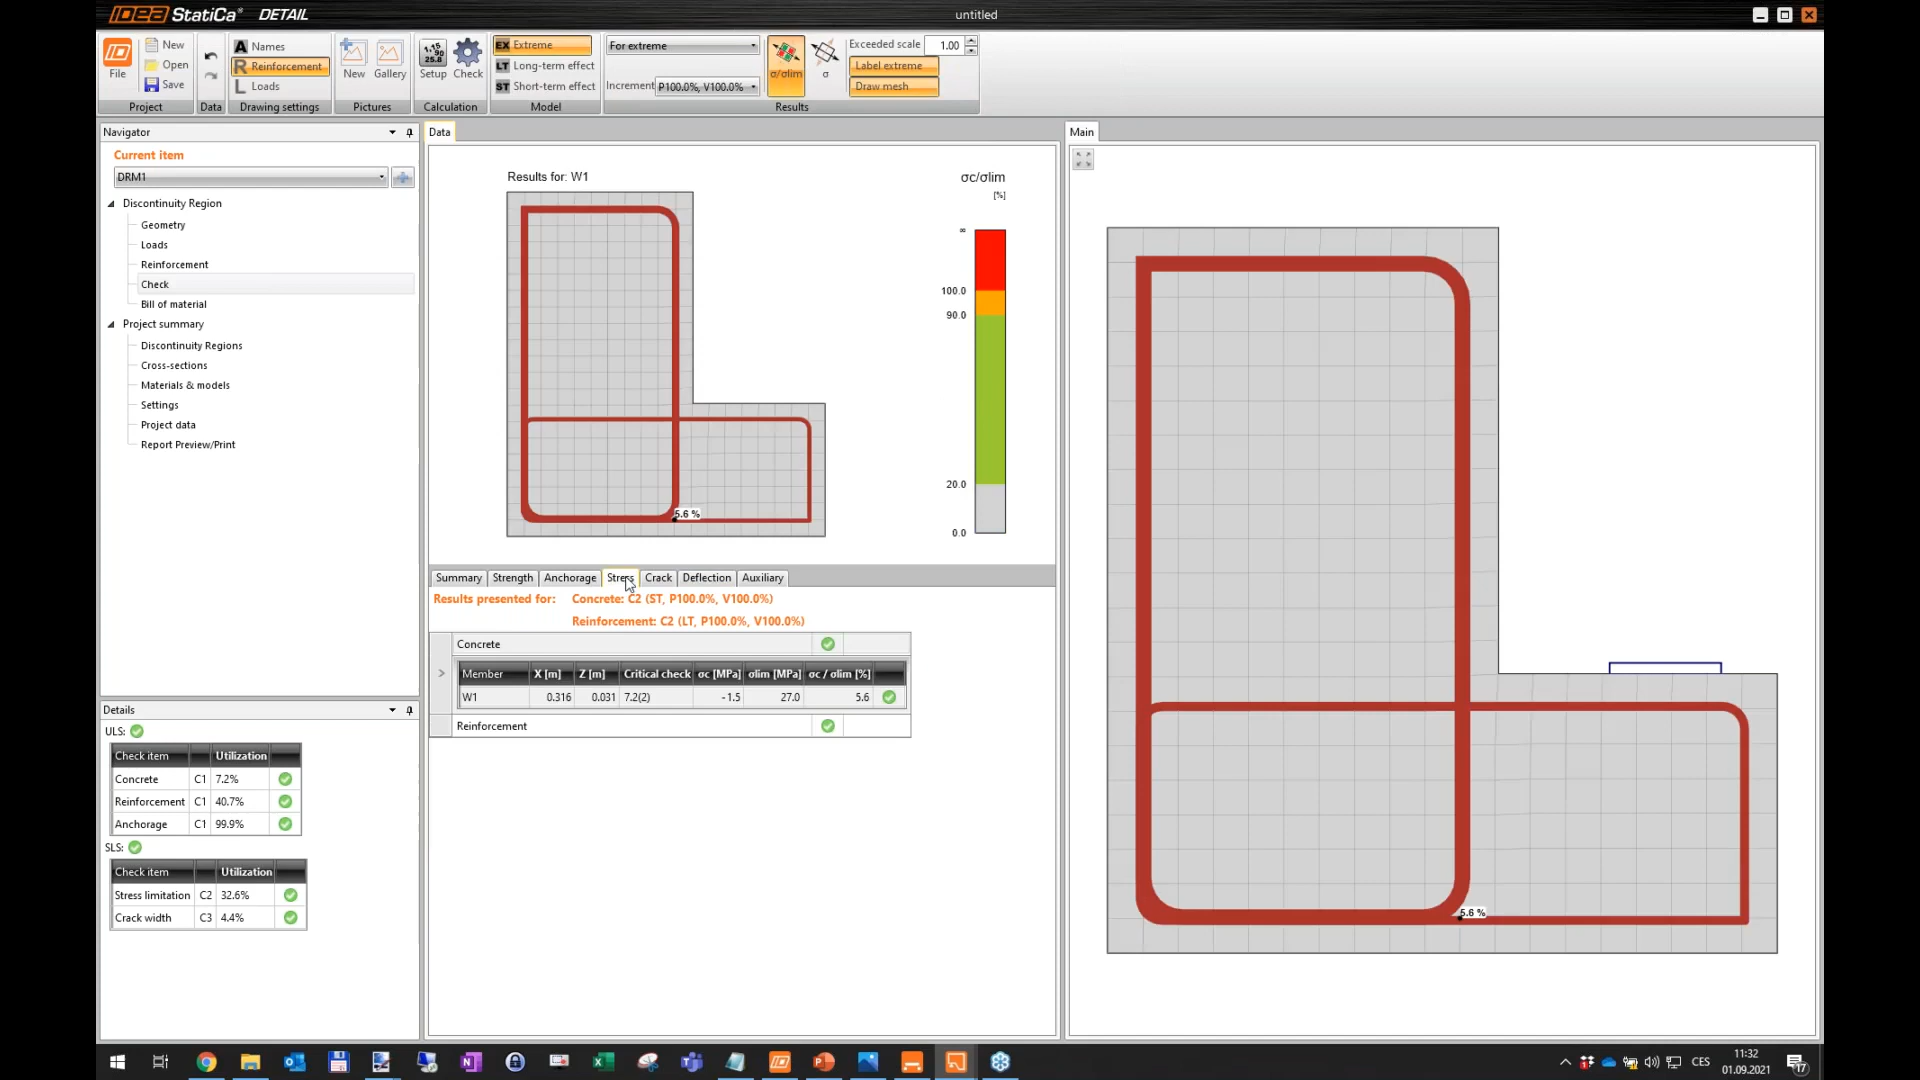 IDEA StatiCa® DETAIL
untitled
File
New
Open
Save
Project
Data
A Names
R Reinforcement
L Loads
Drawing settings
New
Gallery
Pictures
Setup
Check
Calculation
EX Extreme
LT Long-term effect
ST Short-term effect
Model
For extreme
Increment P100.0%, V100.0%
σ/σlim
σ
Exceeded scale 1.00
Label extreme
Draw mesh
Results
Navigator
Current item
DRM1
Discontinuity Region
Geometry
Loads
Reinforcement
Check
Bill of material
Project summary
Discontinuity Regions
Cross-sections
Materials & models
Settings
Project data
Report Preview/Print
Details
ULS:
Check item Utilization
Concrete C1 7.2%
Reinforcement C1 40.7%
Anchorage C1 99.9%
SLS:
Check item Utilization
Stress limitation C2 32.6%
Crack width C3 4.4%
Data
Results for: W1
5.6 %
σc/σlim
[%]
∞
100.0
90.0
20.0
0.0
Summary Strength Anchorage Stress Crack Deflection Auxiliary
Results presented for: Concrete: C2 (ST, P100.0%, V100.0%)
Reinforcement: C2 (LT, P100.0%, V100.0%)
Concrete
Member X [m] Z [m] Critical check σc [MPa] σlim [MPa] σc / σlim [%]
W1 0.316 0.031 7.2(2) -1.5 27.0 5.6
Reinforcement
Main
5.6 %
CES
11:32
01.09.2021
17